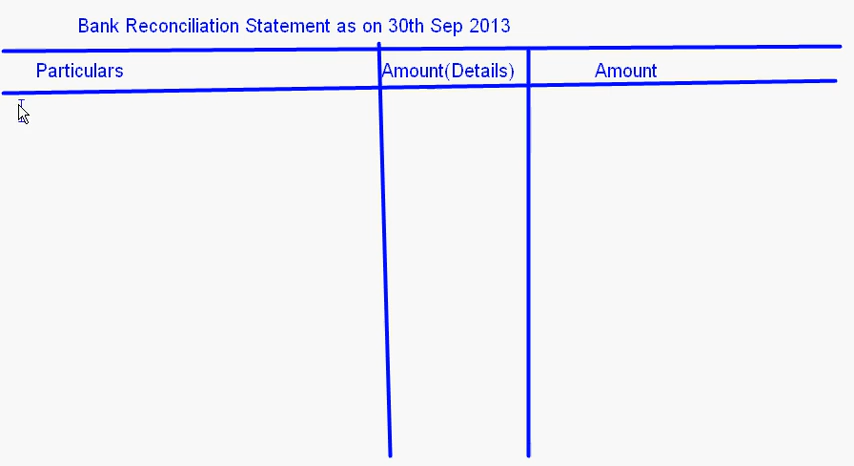 Bank Reconciliation Statement as on 30th Sep 2013
Particulars Amount(Details) Amount